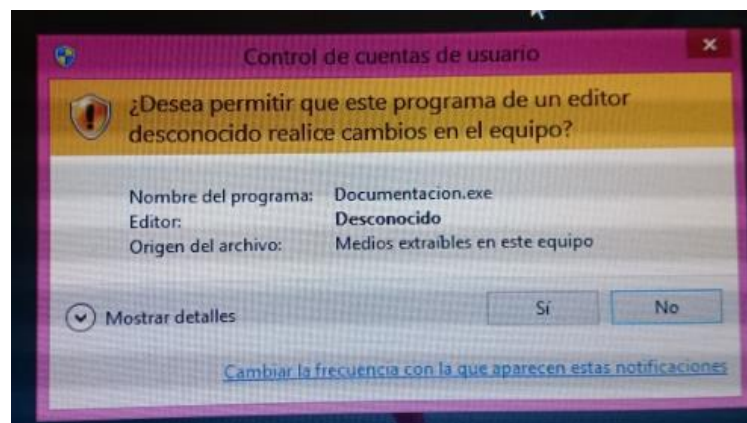 Control de cuentas de usuario
¿Desea permitir que este programa de un editor
desconocido realice cambios en el equipo?
Nombre del programa: Documentacion.exe
Editor: Desconocido
Origen del archivo: Medios extraíbles en este equipo
Mostrar detalles
Sí
No
Cambiar la frecuencia con la que aparecen estas notificaciones